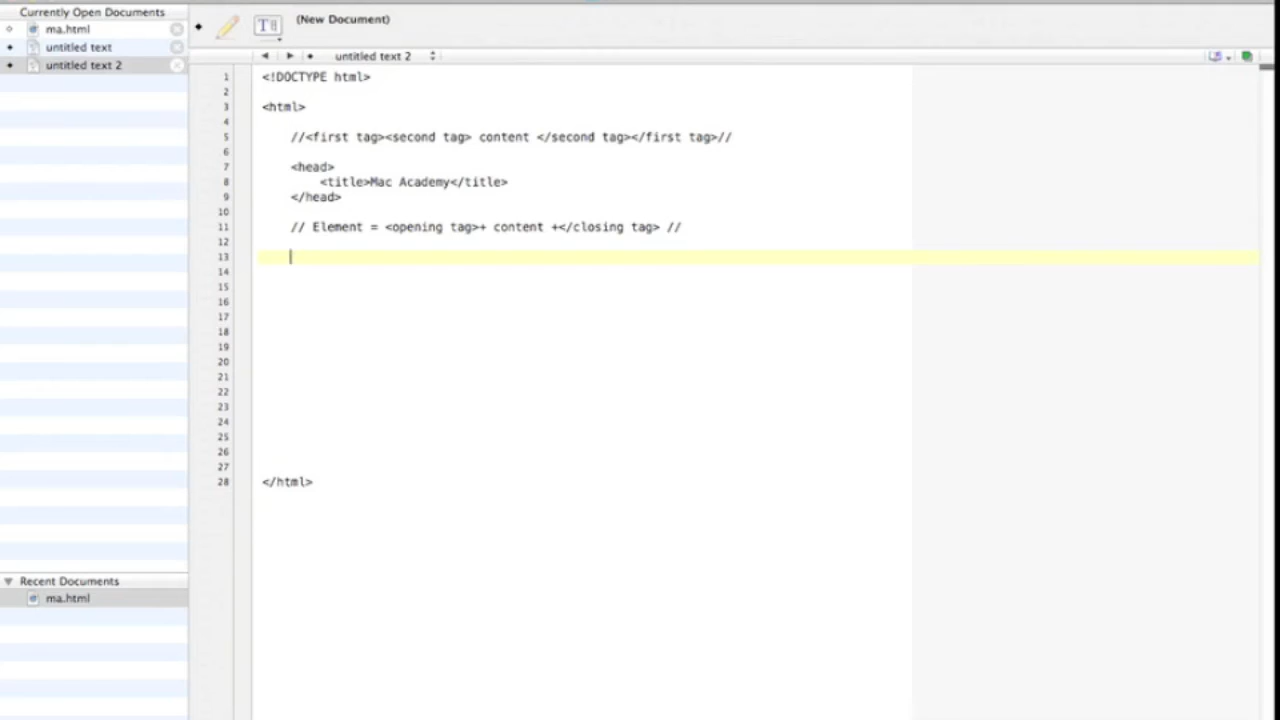 Currently Open Documents
ma.html
untitled text
untitled text 2
(New Document)
untitled text 2
1 <!DOCTYPE html>
2
3 <html>
4
5 //<first tag><second tag> content </second tag></first tag>//
6
7 <head>
8 <title>Mac Academy</title>
9 </head>
10
11 // Element = <opening tag>+ content +</closing tag> //
12
13
14
15
16
17
18
19
20
21
22
23
24
25
26
27
28 </html>
Recent Documents
ma.html